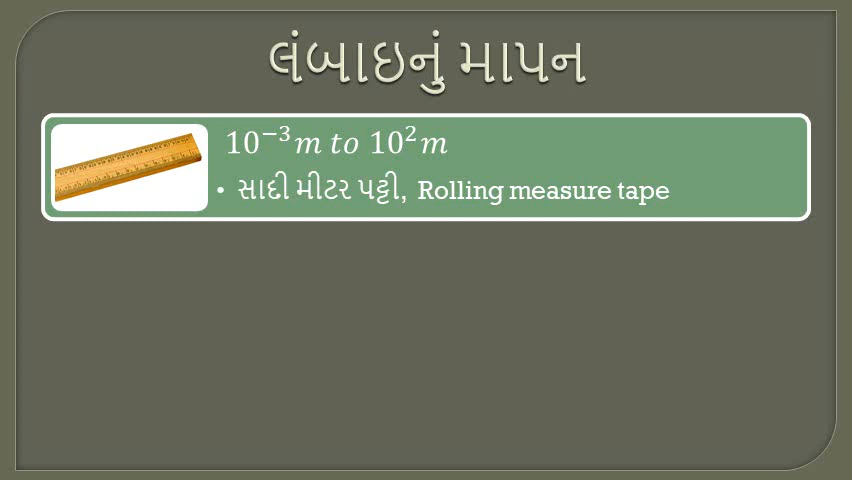 લંબાઇનું માપન
10⁻³m to 10²m
• સાદી મીટર પટ્ટી, Rolling measure tape